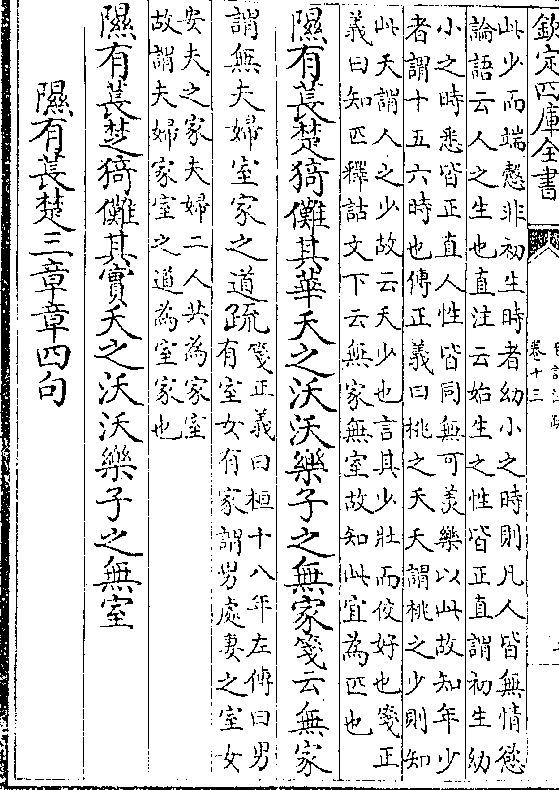 欽定四庫全書
卷十三
此少而端慤非初生時者幼小之時則凡人皆無情慾
論語云人之生也直注云始生之性皆正直謂初生幼
小之時悉皆正直人性皆同無可羙樂以此故知年少
者謂十五六時也傳正義曰桃之夭夭謂桃之少則知
此夭謂人之少故云夭少也言其少壯而佼好也箋正
義曰知匹釋詁文下云無家無室故知此宜為匹也
隰有萇楚猗儺其華夭之沃沃樂子之無家箋云無家
謂無夫婦室家之道疏
箋正義曰桓十八年左傳曰男
有室女有家謂男處妻之室女
安夫之家夫婦二人共為家室
故謂夫婦家室之道為室家也
隰有萇楚猗儺其實夭之沃沃樂子之無室
隰有萇楚三章章四句